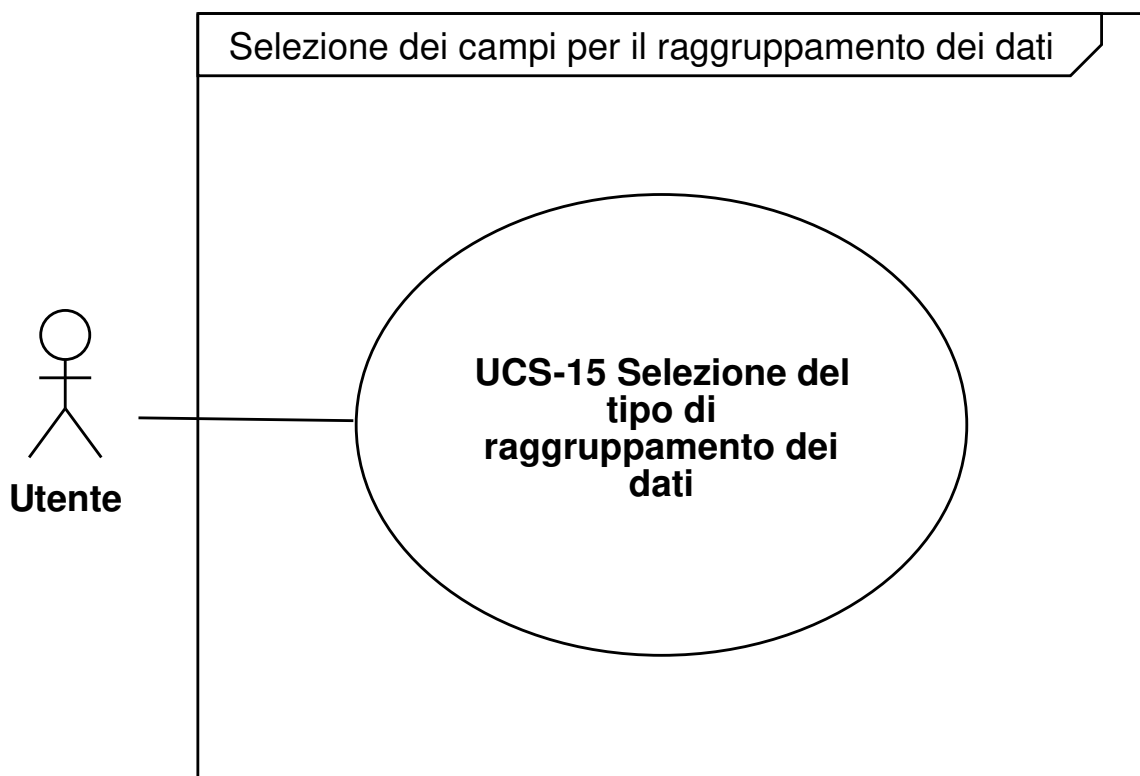 Selezione dei campi per il raggruppamento dei dati
UCS-15 Selezione del
tipo di
raggruppamento dei
dati
Utente